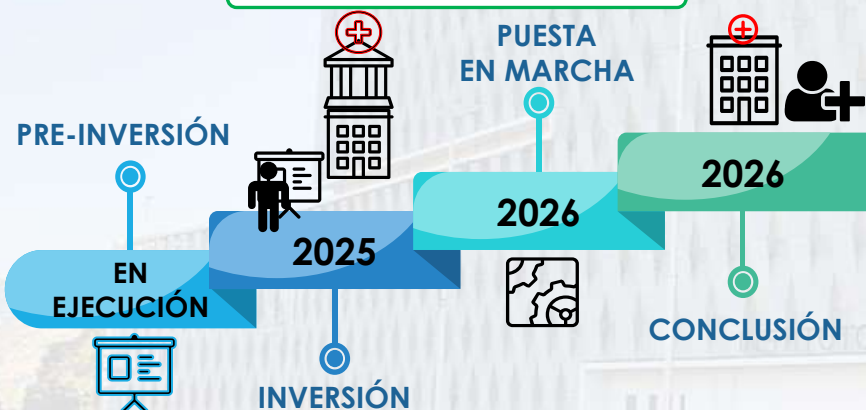 PUESTA
EN MARCHA
PRE-INVERSIÓN
2026
2026
2025
EN
EJECUCIÓN
CONCLUSIÓN
INVERSIÓN